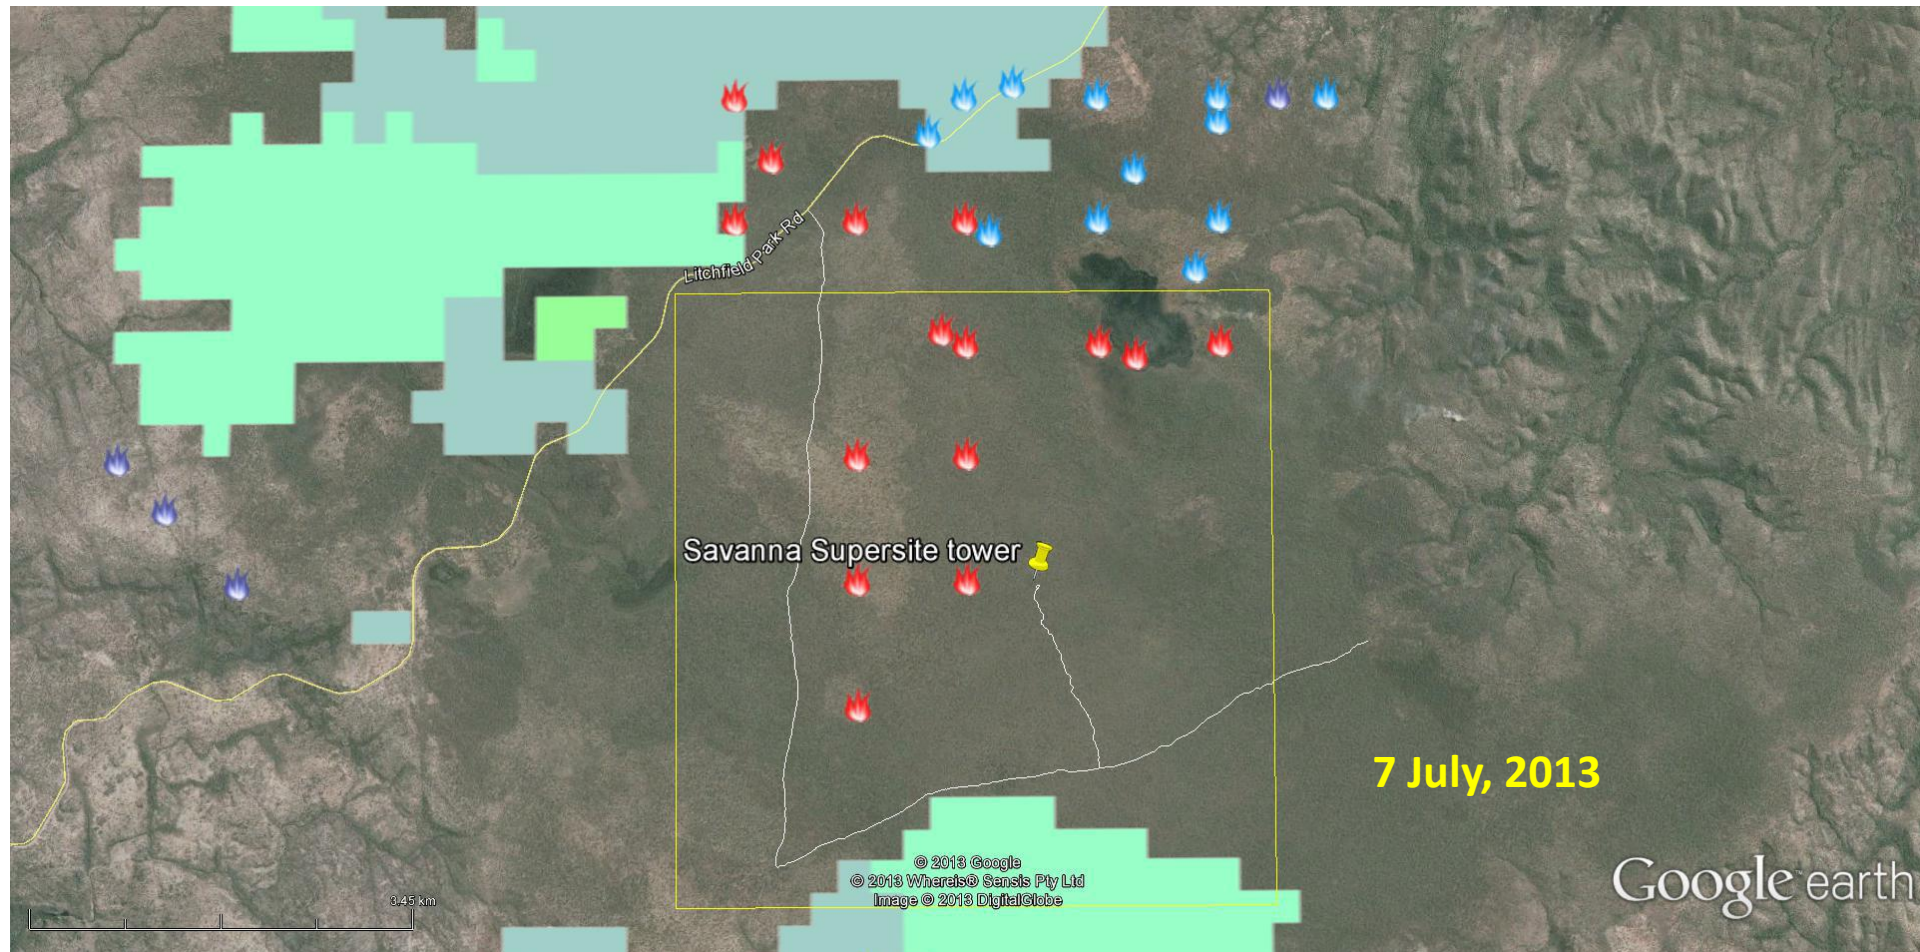 Litchfield Park Rd
Savanna Supersite tower
7 July, 2013
© 2013 Google
© 2013 Whereis® Sensis Pty Ltd
Image © 2013 DigitalGlobe
3.45 km
Google earth